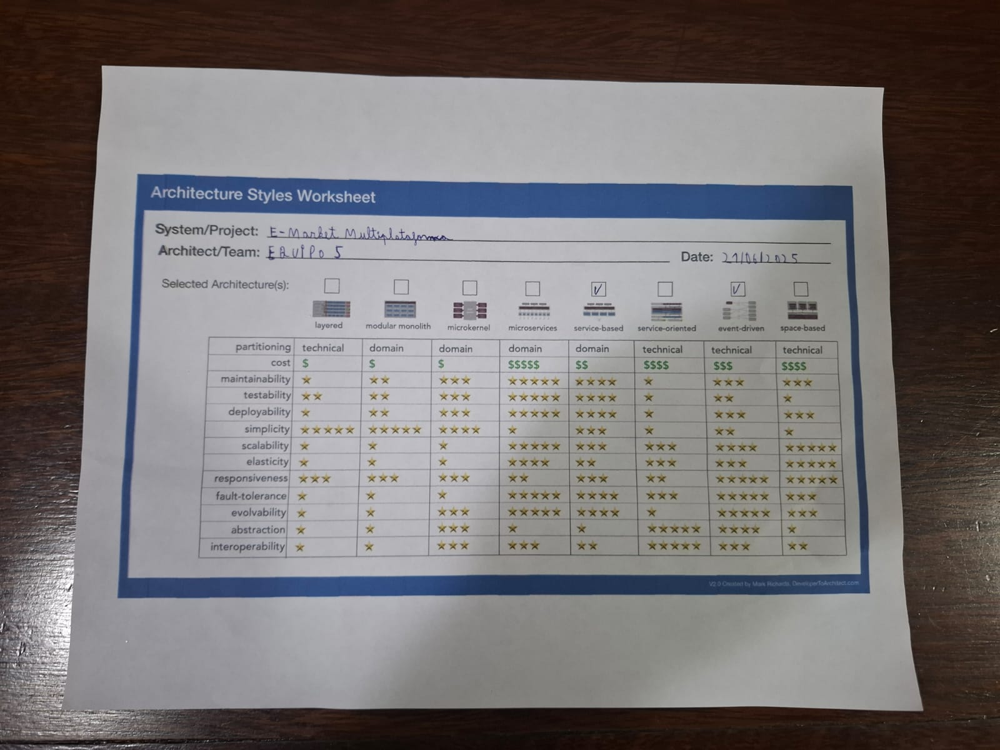 Architecture Styles Worksheet
System/Project: E-Market Multiplataforma
Architect/Team: EQUIPO 5 Date: 21/06/2025
Selected Architecture(s): ☐ ☐ ☐ ☐ ☑ ☐ ☑ ☐
layered modular monolith microkernel microservices service-based service-oriented event-driven space-based
partitioning technical domain domain domain domain technical technical technical
cost $ $ $ $$$$$ $$ $$$$ $$$ $$$$
maintainability ★ ★★ ★★★ ★★★★★ ★★★★ ★ ★★★ ★★★
testability ★★ ★★ ★★★ ★★★★★ ★★★★ ★ ★★ ★
deployability ★ ★★ ★★★ ★★★★★ ★★★★ ★ ★★★ ★★★
simplicity ★★★★★ ★★★★★ ★★★★ ★ ★★★ ★ ★★ ★
scalability ★ ★ ★ ★★★★★ ★★★ ★★★ ★★★★ ★★★★★
elasticity ★ ★ ★ ★★★★ ★★ ★★★ ★★★ ★★★★★
responsiveness ★★★ ★★★ ★★★ ★★ ★★★ ★★ ★★★★★ ★★★★★
fault-tolerance ★ ★ ★ ★★★★★ ★★★★ ★★★ ★★★★★ ★★★
evolvability ★ ★ ★★★ ★★★★★ ★★★★ ★ ★★★★★ ★★★
abstraction ★ ★ ★★★ ★ ★ ★★★★★ ★★★★ ★
interoperability ★ ★ ★★★ ★★★ ★★ ★★★★★ ★★★ ★★
V2.0 Created by Mark Richards, DeveloperToArchitect.com